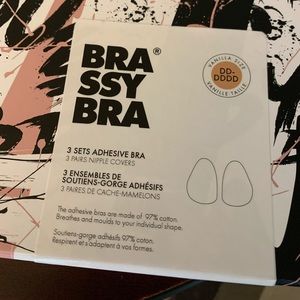 BRA
SSY®
BRA
VANILLA SIZE
DD-
DDDD
VANILLE TAILLE
3 SETS ADHESIVE BRA
3 PAIRS NIPPLE COVERS
3 ENSEMBLES DE
SOUTIENS-GORGE ADHÉSIFS
3 PAIRES DE CACHE-MAMELONS
The adhesive bras are made of 97% cotton.
Breathes and moulds to your individual shape.
Soutiens-gorge adhésifs 97% coton.
Respirent et s'adaptent à vos formes.